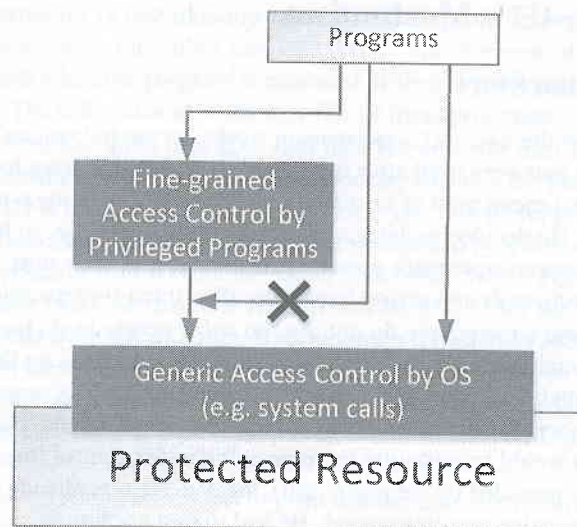 Programs
Fine-grained
Access Control by
Privileged Programs
Generic Access Control by OS
(e.g. system calls)
Protected Resource